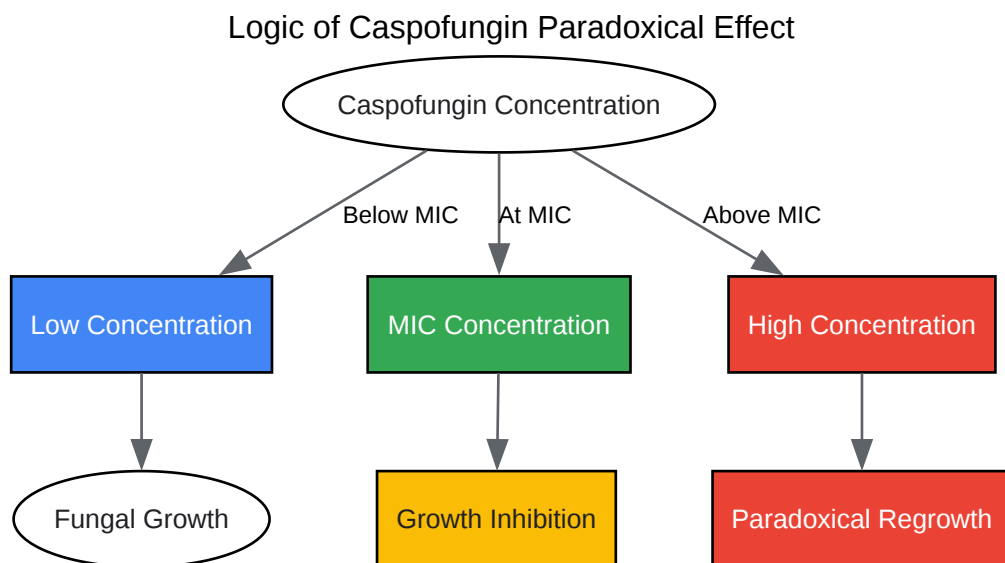 Logic of Caspofungin Paradoxical Effect
Caspofungin Concentration
Below MIC
At MIC
Above MIC
Low Concentration
MIC Concentration
High Concentration
Fungal Growth
Growth Inhibition
Paradoxical Regrowth